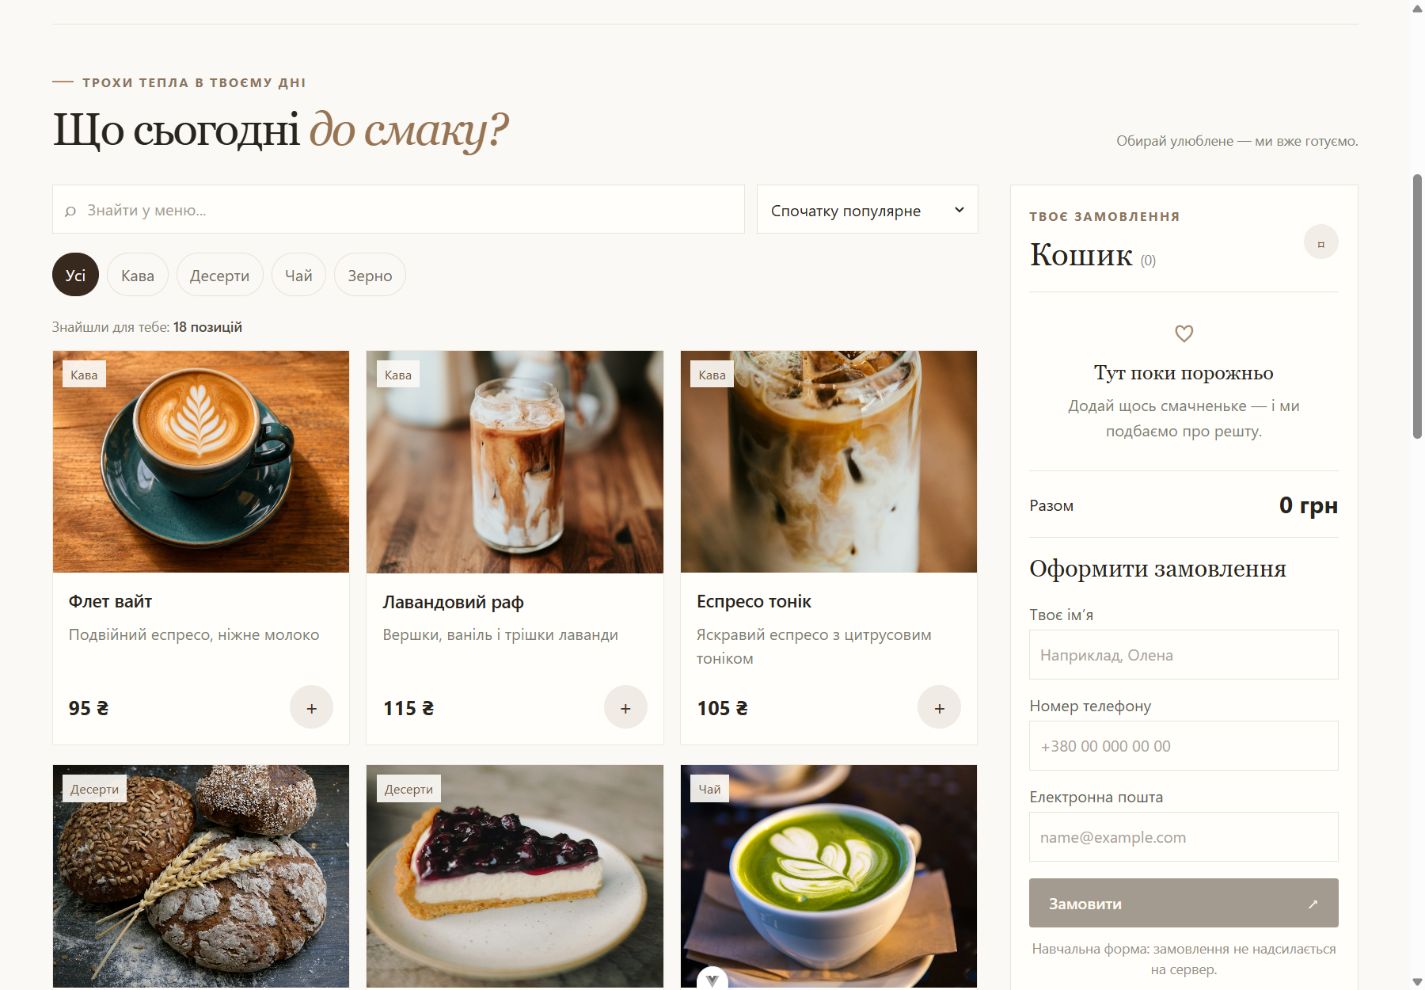 ТРОХИ ТЕПЛА В ТВОЄМУ ДНІ
Що сьогодні до смаку?
Обирай улюблене — ми вже готуємо.
Знайти у меню...
Спочатку популярне
Усі
Кава
Десерти
Чай
Зерно
Знайшли для тебе: 18 позицій
Кава
Флет вайт
Подвійний еспресо, ніжне молоко
95 ₴
+
Кава
Лавандовий раф
Вершки, ваніль і трішки лаванди
115 ₴
+
Кава
Еспресо тонік
Яскравий еспресо з цитрусовим
тоніком
105 ₴
+
Десерти
Десерти
Чай
ТВОЄ ЗАМОВЛЕННЯ
Кошик (0)
Тут поки порожньо
Додай щось смачненьке — і ми
подбаємо про решту.
Разом
0 грн
Оформити замовлення
Твоє ім’я
Наприклад, Олена
Номер телефону
+380 00 000 00 00
Електронна пошта
name@example.com
Замовити ↗
Навчальна форма: замовлення не надсилається
на сервер.